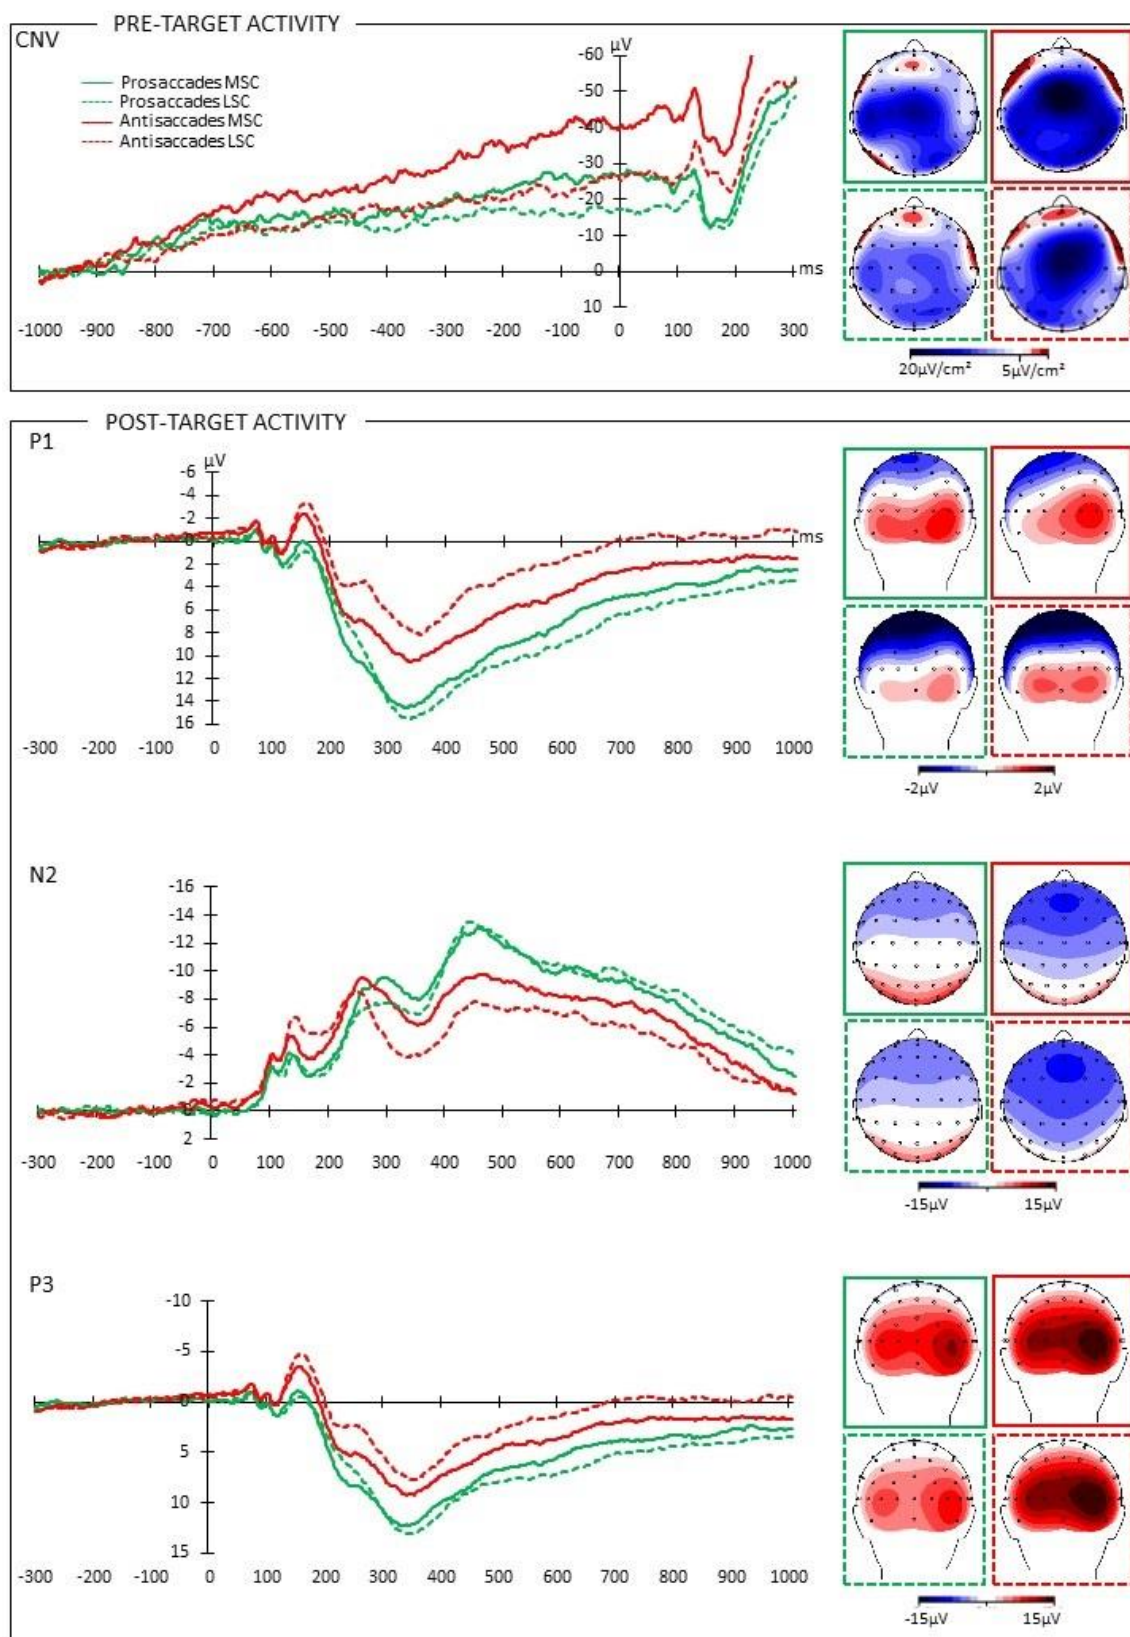 PRE-TARGET ACTIVITY
CNV
µV
-60
-50
-40
-30
-20
-10
0
10
ms
Prosaccades MSC
Prosaccades LSC
Antisaccades MSC
Antisaccades LSC
-1000 -900 -800 -700 -600 -500 -400 -300 -200 -100 0 100 200 300
20µV/cm² 5µV/cm²
POST-TARGET ACTIVITY
P1
µV
-6
-4
-2
0
2
4
6
8
10
12
14
16
ms
-300 -200 -100 0 100 200 300 400 500 600 700 800 900 1000
-2µV 2µV
N2
-16
-14
-12
-10
-8
-6
-4
-2
0
2
-300 -200 -100 0 100 200 300 400 500 600 700 800 900 1000
-15µV 15µV
P3
-10
-5
0
5
10
15
-300 -200 -100 0 100 200 300 400 500 600 700 800 900 1000
-15µV 15µV